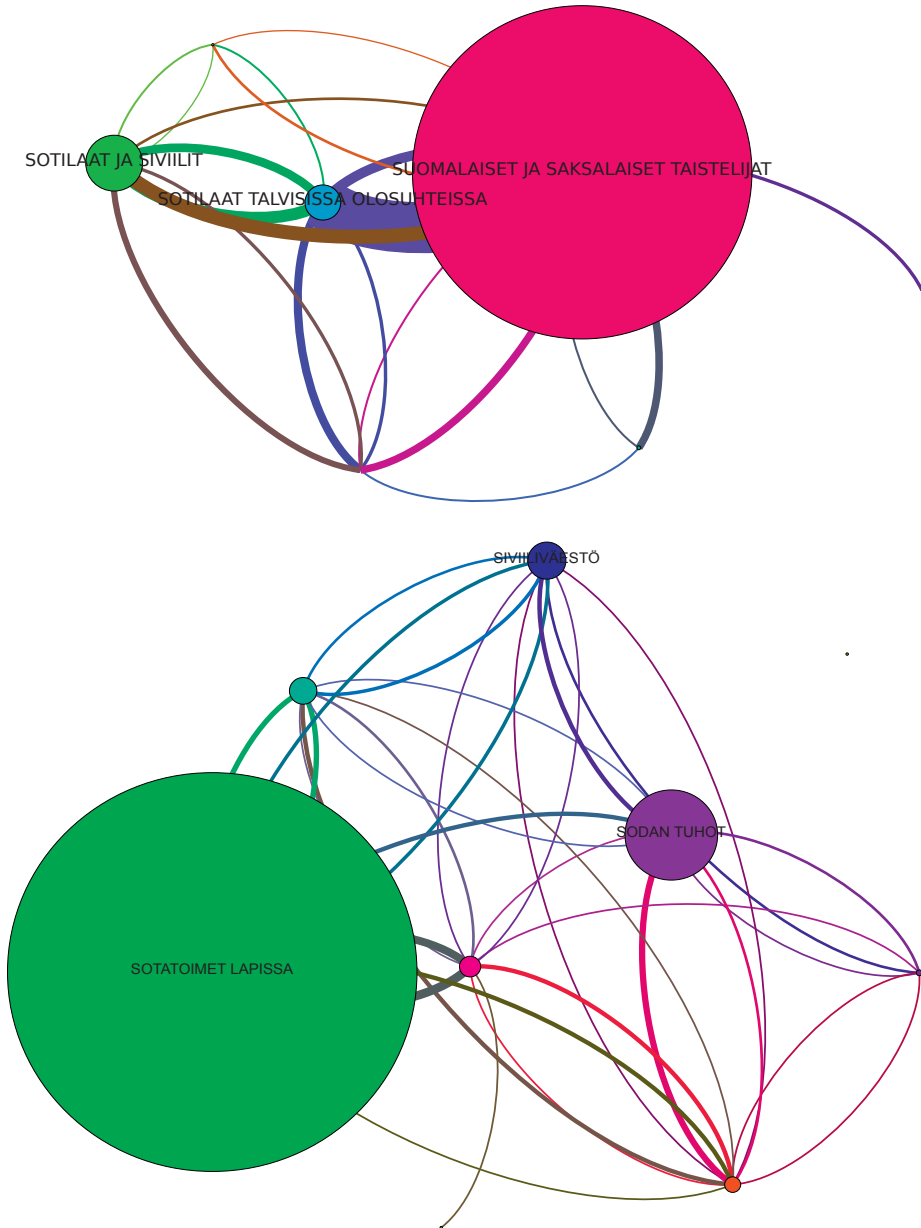 SOTILAAT JA SIVIILIT
SUOMALAISET JA SAKSALAISET TAISTELIJAT
SOTILAAT TALVISISSA OLOSUHTEISSA
SIVIILIVÄESTÖ
SODAN TUHOT
SOTATOIMET LAPISSA